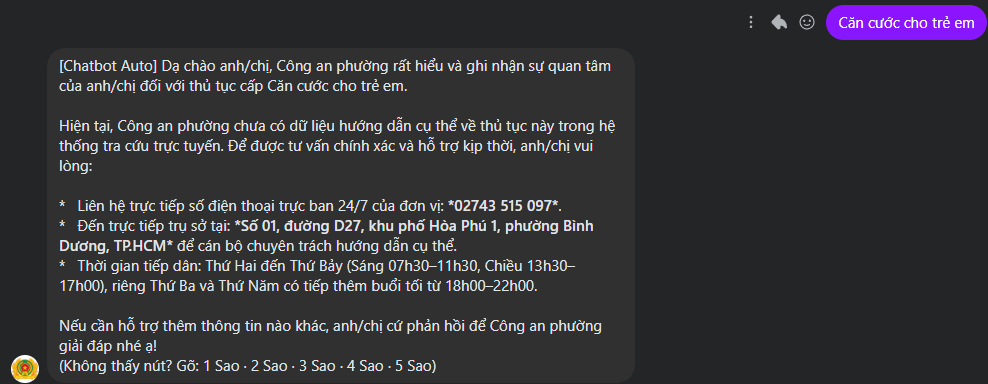 Căn cước cho trẻ em
[Chatbot Auto] Dạ chào anh/chị, Công an phường rất hiểu và ghi nhận sự quan tâm
của anh/chị đối với thủ tục cấp Căn cước cho trẻ em.
Hiện tại, Công an phường chưa có dữ liệu hướng dẫn cụ thể về thủ tục này trong hệ
thống tra cứu trực tuyến. Để được tư vấn chính xác và hỗ trợ kịp thời, anh/chị vui
lòng:
* Liên hệ trực tiếp số điện thoại trực ban 24/7 của đơn vị: *02743 515 097*.
* Đến trực tiếp trụ sở tại: *Số 01, đường D27, khu phố Hòa Phú 1, phường Bình
Dương, TP.HCM* để cán bộ chuyên trách hướng dẫn cụ thể.
* Thời gian tiếp dân: Thứ Hai đến Thứ Bảy (Sáng 07h30–11h30, Chiều 13h30–
17h00), riêng Thứ Ba và Thứ Năm có tiếp thêm buổi tối từ 18h00–22h00.
Nếu cần hỗ trợ thêm thông tin nào khác, anh/chị cứ phản hồi để Công an phường
giải đáp nhé ạ!
(Không thấy nút? Gõ: 1 Sao · 2 Sao · 3 Sao · 4 Sao · 5 Sao)